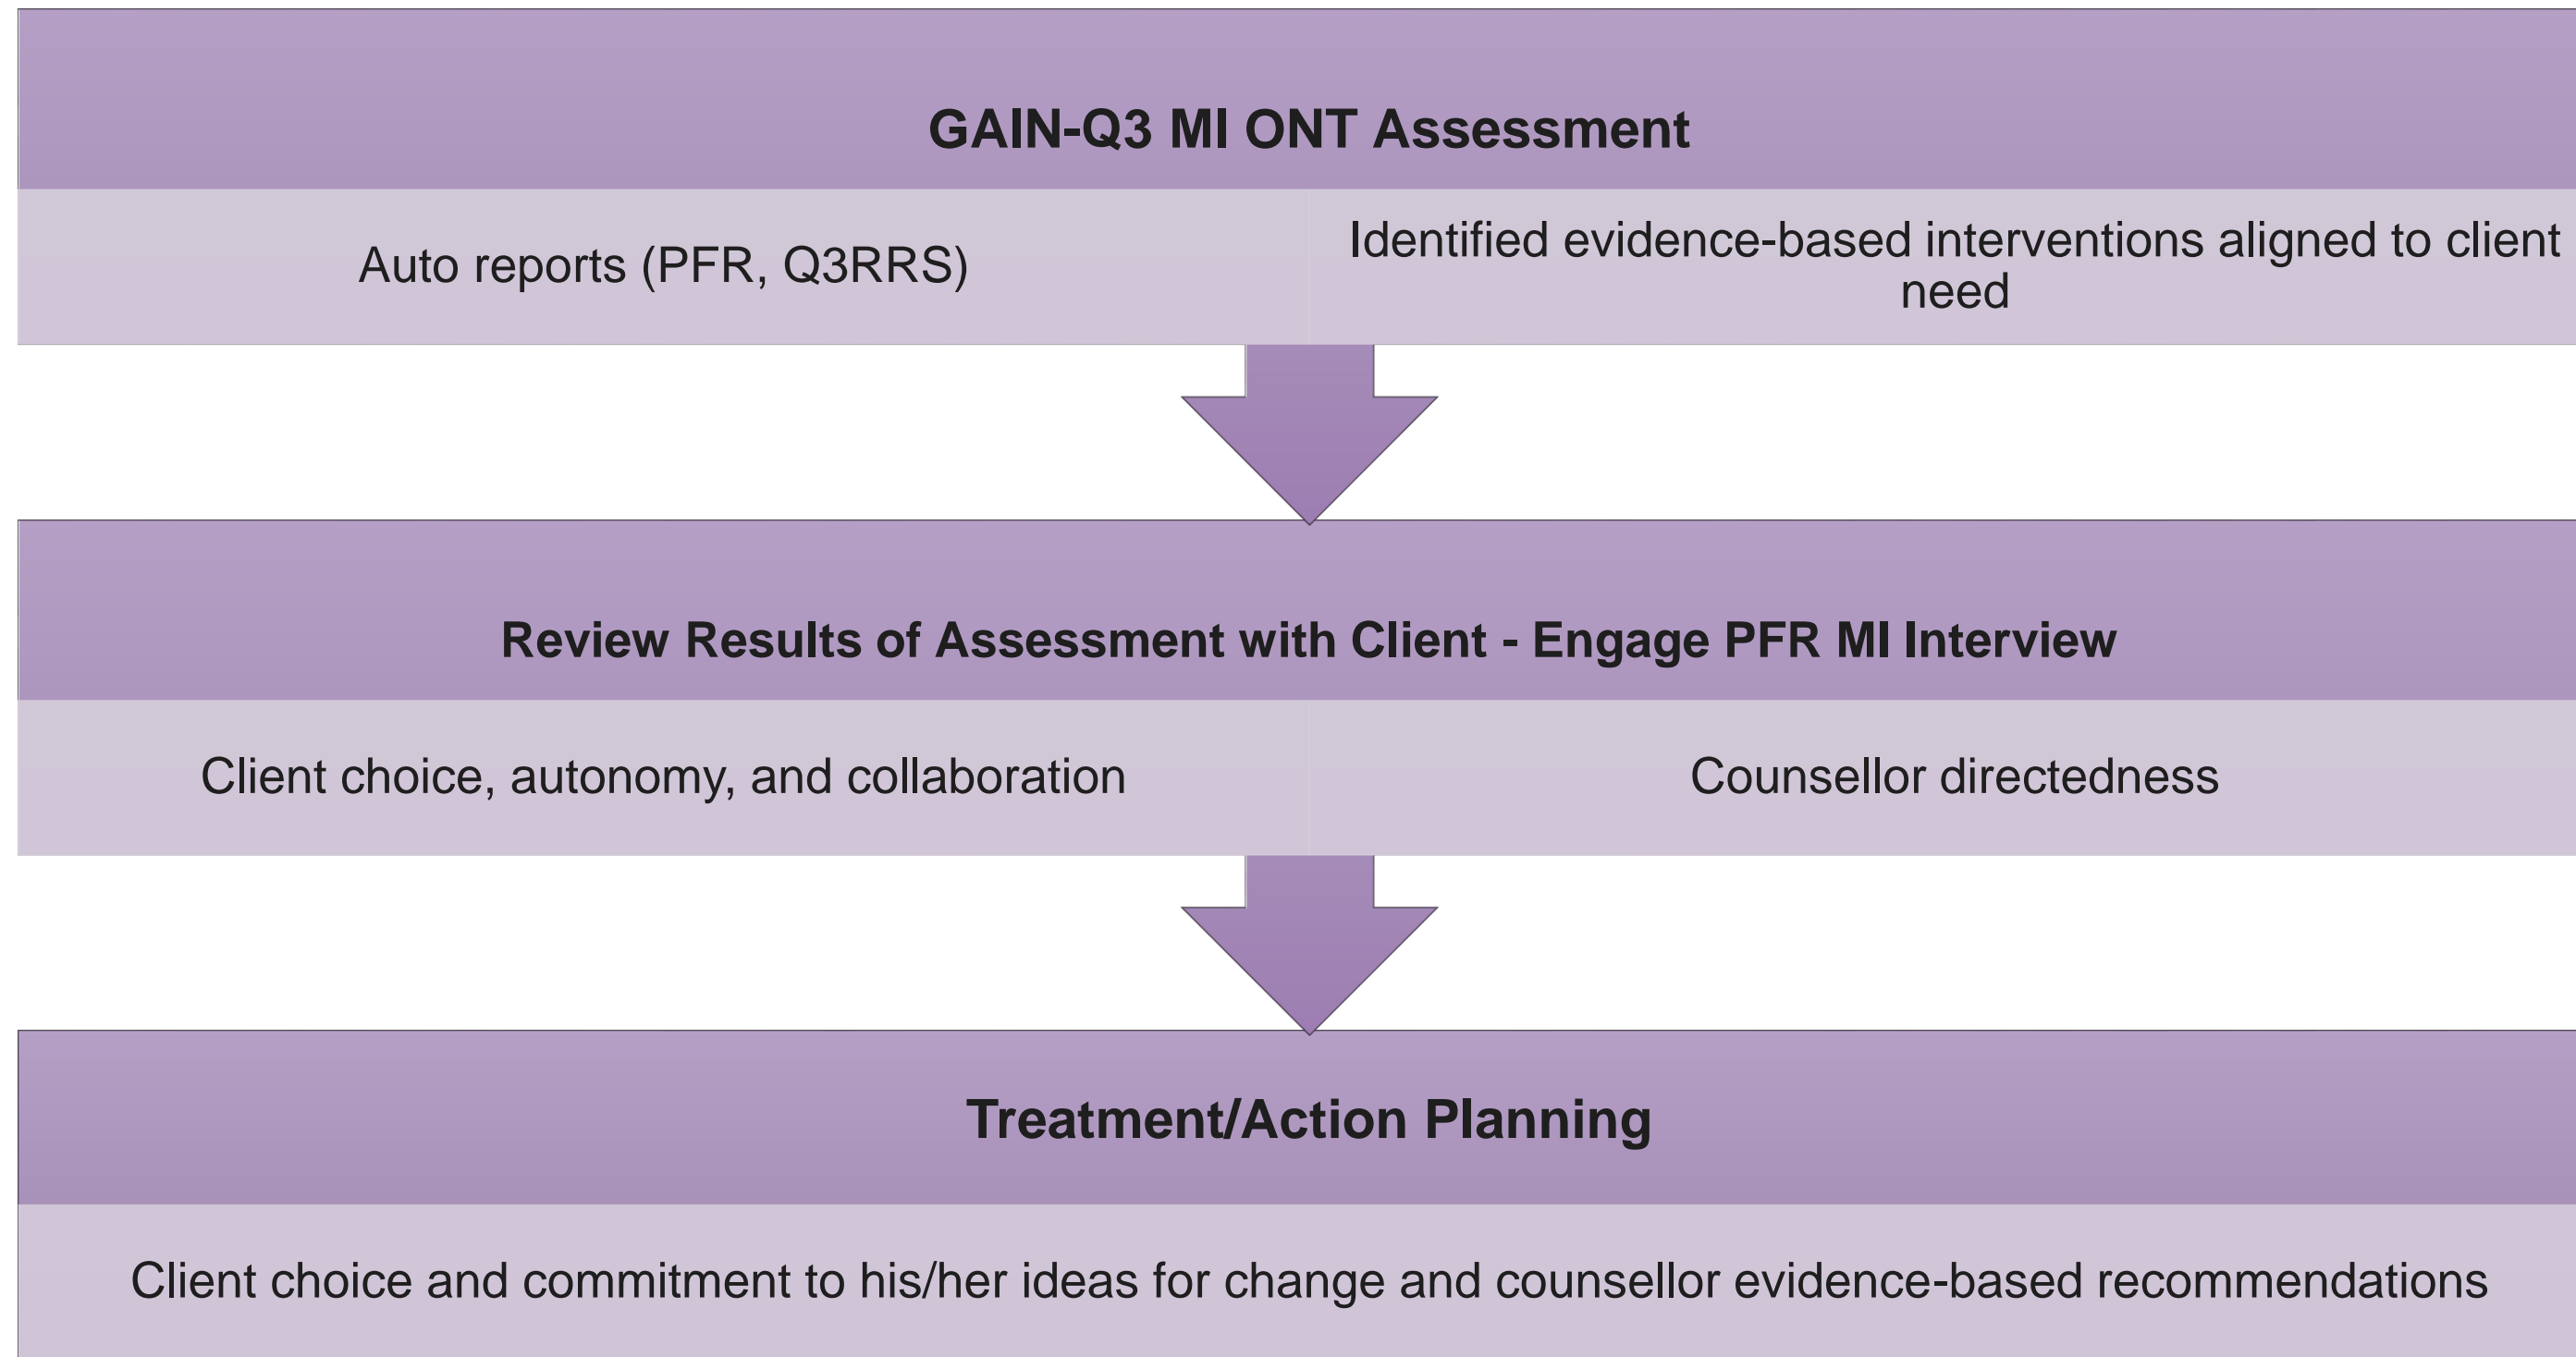 GAIN-Q3 MI ONT Assessment
Auto reports (PFR, Q3RRS)
Identified evidence-based interventions aligned to client
need
Review Results of Assessment with Client - Engage PFR MI Interview
Client choice, autonomy, and collaboration
Counsellor directedness
Treatment/Action Planning
Client choice and commitment to his/her ideas for change and counsellor evidence-based recommendations